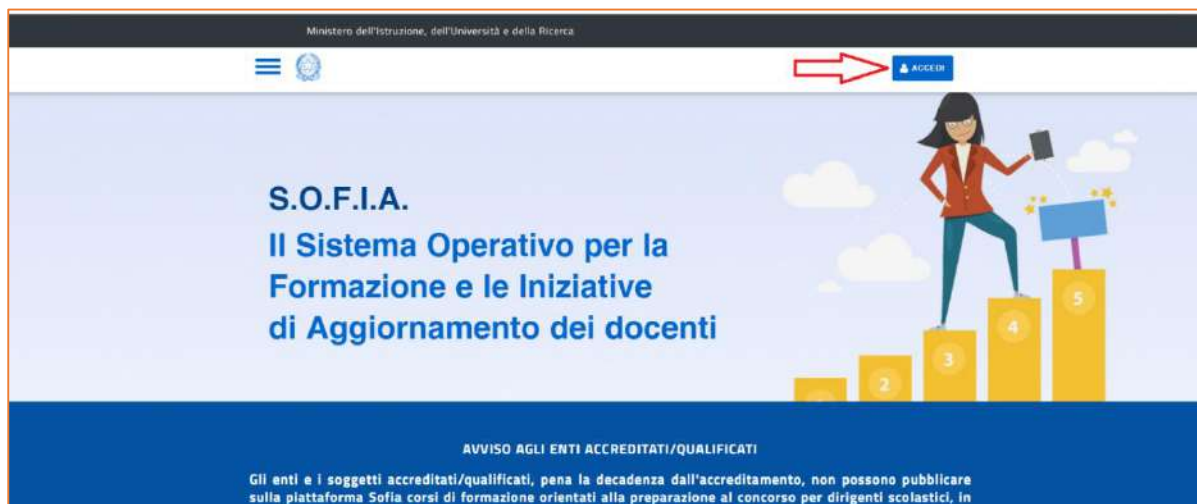 Ministero dell'Istruzione, dell'Università e della Ricerca
ACCEDI
S.O.F.I.A.
Il Sistema Operativo per la
Formazione e le Iniziative
di Aggiornamento dei docenti
1
2
3
4
5
AVVISO AGLI ENTI ACCREDITATI/QUALIFICATI
Gli enti e i soggetti accreditati/qualificati, pena la decadenza dall'accreditamento, non possono pubblicare
sulla piattaforma Sofia corsi di formazione orientati alla preparazione al concorso per dirigenti scolastici, in